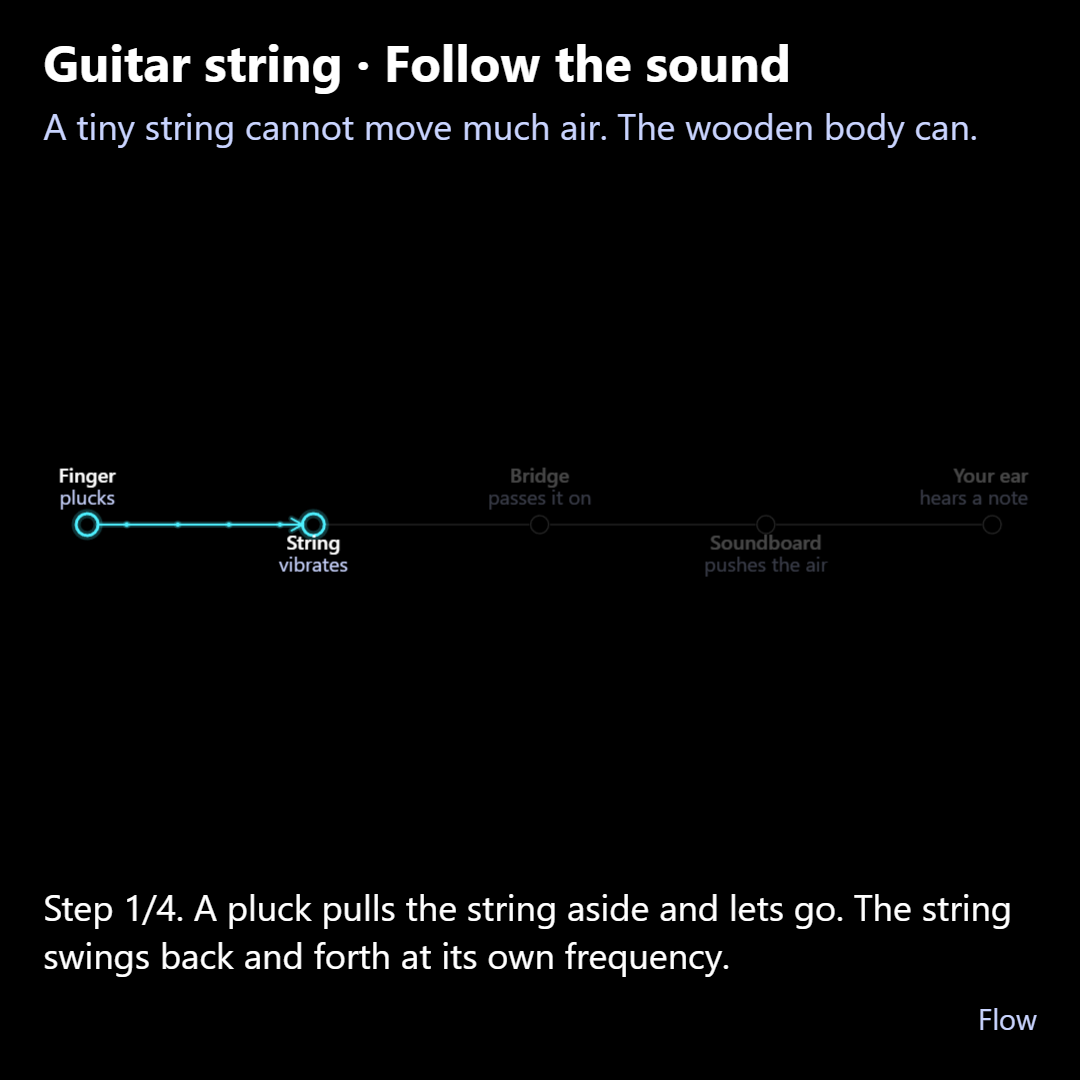 Guitar string · Follow the sound
A tiny string cannot move much air. The wooden body can.
Finger
plucks
String
vibrates
Bridge
passes it on
Soundboard
pushes the air
Your ear
hears a note
Step 1/4. A pluck pulls the string aside and lets go. The string
swings back and forth at its own frequency.
Flow